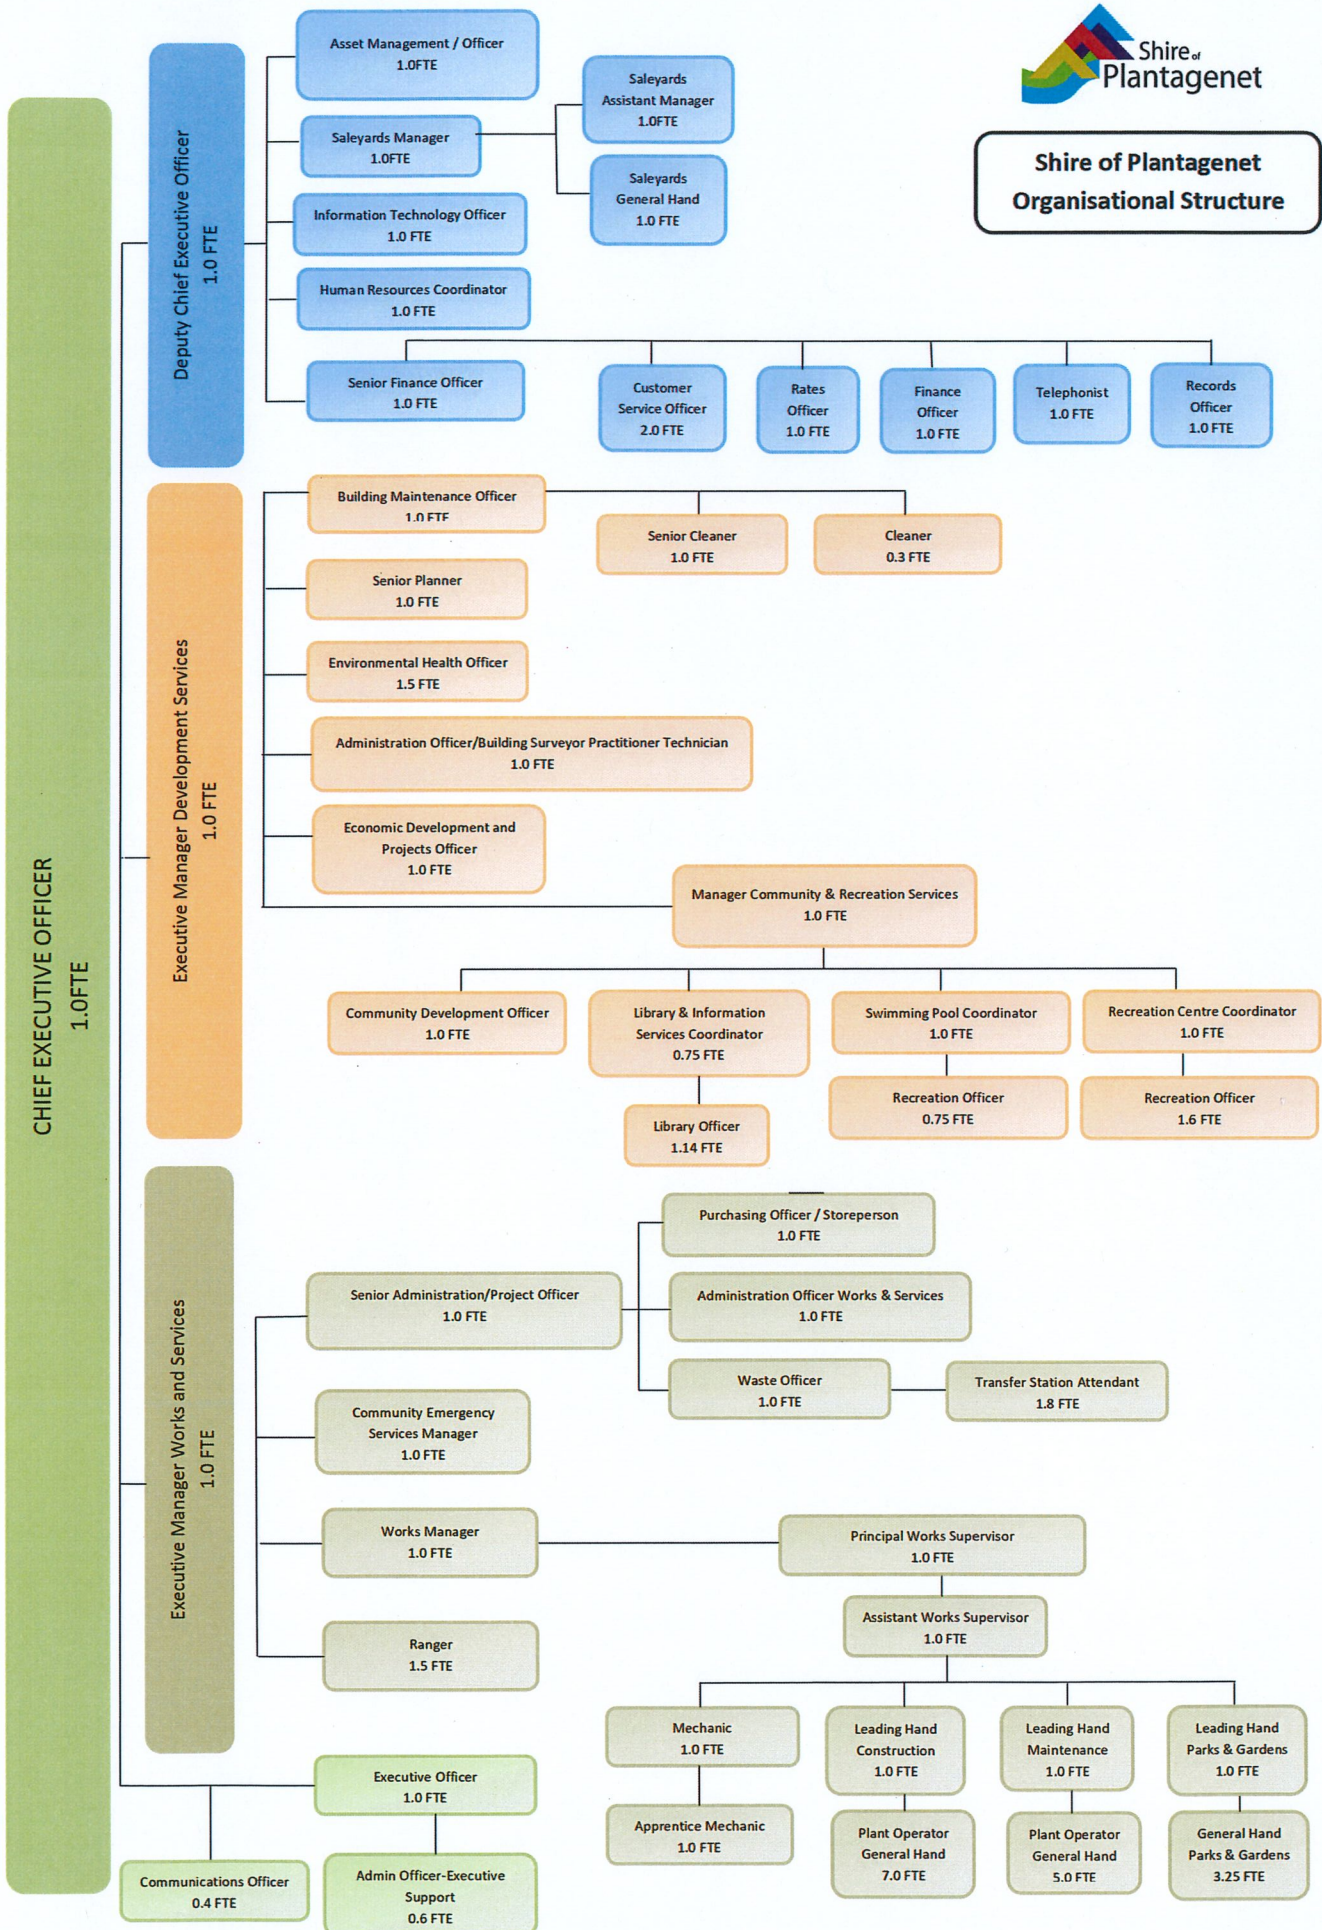 Shire of
Plantagenet
Shire of Plantagenet
Organisational Structure
CHIEF EXECUTIVE OFFICER
1.0FTE
Deputy Chief Executive Officer
1.0 FTE
Asset Management / Officer
1.0FTE
Saleyards Manager
1.0FTE
Saleyards
Assistant Manager
1.0FTE
Saleyards
General Hand
1.0 FTE
Information Technology Officer
1.0 FTE
Human Resources Coordinator
1.0 FTE
Senior Finance Officer
1.0 FTE
Customer
Service Officer
2.0 FTE
Rates
Officer
1.0 FTE
Finance
Officer
1.0 FTE
Telephonist
1.0 FTE
Records
Officer
1.0 FTE
Executive Manager Development Services
1.0 FTE
Building Maintenance Officer
1.0 FTE
Senior Cleaner
1.0 FTE
Cleaner
0.3 FTE
Senior Planner
1.0 FTE
Environmental Health Officer
1.5 FTE
Administration Officer/Building Surveyor Practitioner Technician
1.0 FTE
Economic Development and
Projects Officer
1.0 FTE
Manager Community & Recreation Services
1.0 FTE
Community Development Officer
1.0 FTE
Library & Information
Services Coordinator
0.75 FTE
Library Officer
1.14 FTE
Swimming Pool Coordinator
1.0 FTE
Recreation Officer
0.75 FTE
Recreation Centre Coordinator
1.0 FTE
Recreation Officer
1.6 FTE
Executive Manager Works and Services
1.0 FTE
Senior Administration/Project Officer
1.0 FTE
Purchasing Officer / Storeperson
1.0 FTE
Administration Officer Works & Services
1.0 FTE
Waste Officer
1.0 FTE
Transfer Station Attendant
1.8 FTE
Community Emergency
Services Manager
1.0 FTE
Works Manager
1.0 FTE
Principal Works Supervisor
1.0 FTE
Assistant Works Supervisor
1.0 FTE
Ranger
1.5 FTE
Mechanic
1.0 FTE
Apprentice Mechanic
1.0 FTE
Leading Hand
Construction
1.0 FTE
Plant Operator
General Hand
7.0 FTE
Leading Hand
Maintenance
1.0 FTE
Plant Operator
General Hand
5.0 FTE
Leading Hand
Parks & Gardens
1.0 FTE
General Hand
Parks & Gardens
3.25 FTE
Executive Officer
1.0 FTE
Communications Officer
0.4 FTE
Admin Officer-Executive
Support
0.6 FTE